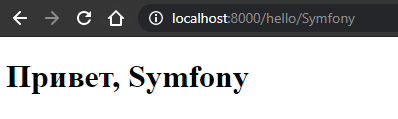 localhost:8000/hello/Symfony
Привет, Symfony